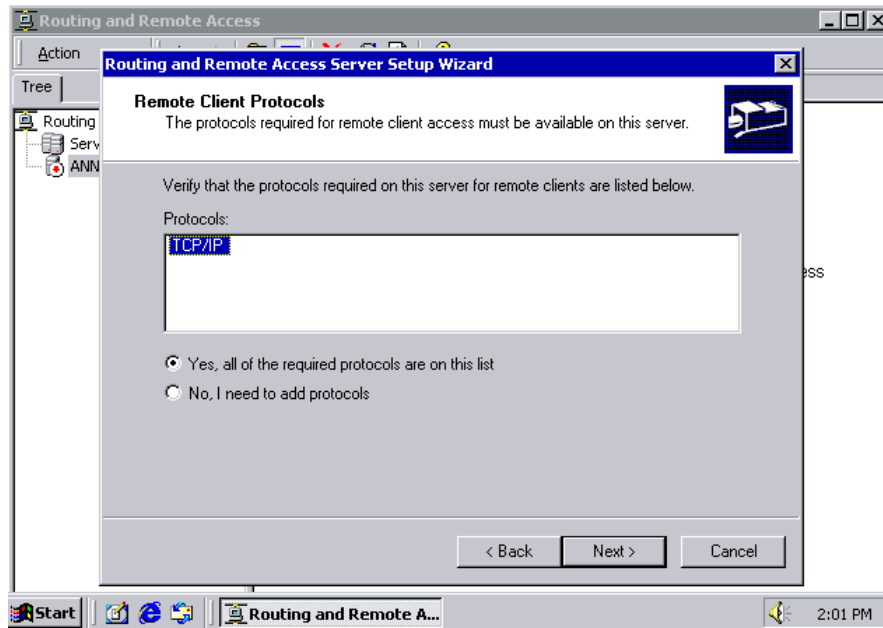 Routing and Remote Access
Action
Tree
Routing
Serv
ANN
Routing and Remote Access Server Setup Wizard
Remote Client Protocols
The protocols required for remote client access must be available on this server.
Verify that the protocols required on this server for remote clients are listed below.
Protocols:
TCP/IP
ess
Yes, all of the required protocols are on this list
No, I need to add protocols
< Back
Next >
Cancel
Start
Routing and Remote A...
2:01 PM